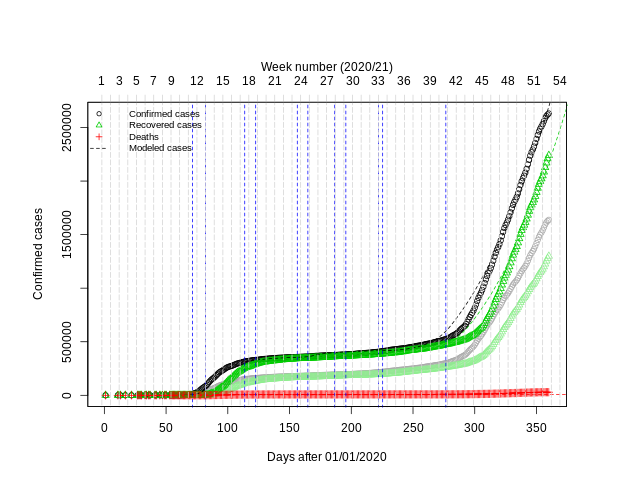 Week number (2020/21)
1 3 5 7 9 12 15 18 21 24 27 30 33 36 39 42 45 48 51 54
Confirmed cases
Recovered cases
Deaths
Modeled cases
Confirmed cases
2500000
1500000
500000
0
0 50 100 150 200 250 300 350
Days after 01/01/2020